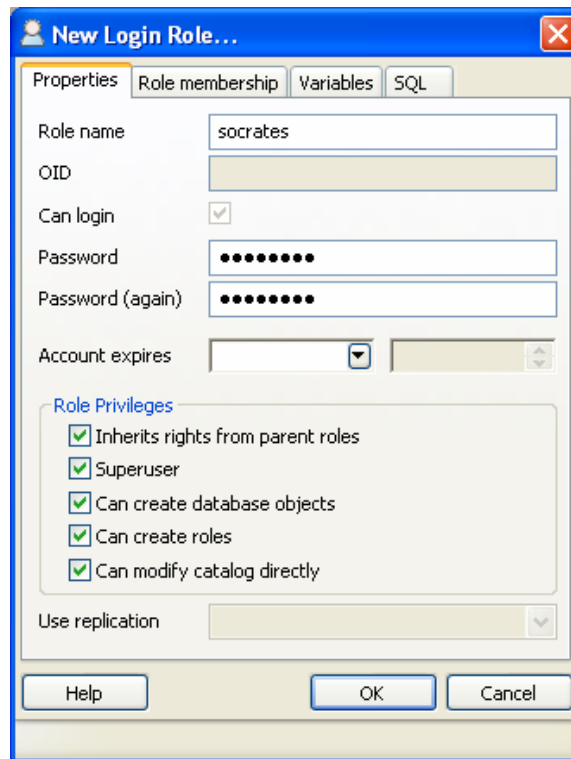 New Login Role...
Properties Role membership Variables SQL
Role name socrates
OID
Can login
Password ••••••••
Password (again) ••••••••
Account expires
Role Privileges
Inherits rights from parent roles
Superuser
Can create database objects
Can create roles
Can modify catalog directly
Use replication
Help OK Cancel